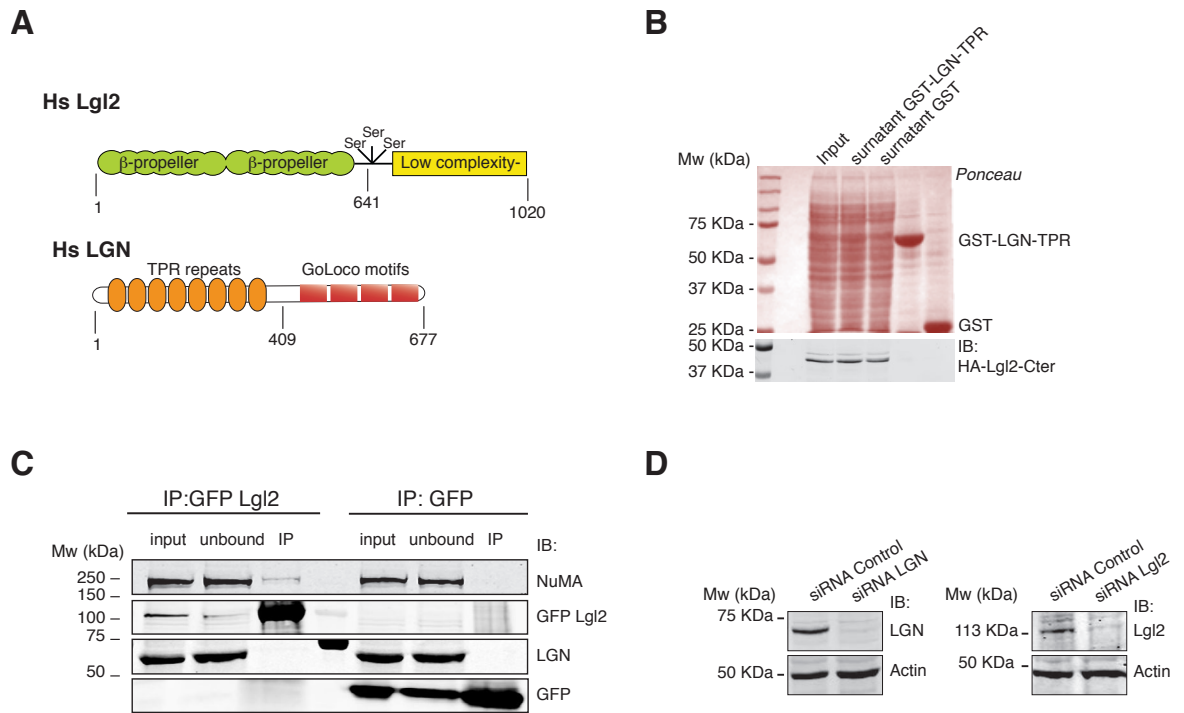 A
Hs Lgl2
Ser Ser Ser
β-propeller β-propeller Low complexity-
1 641 1020
Hs LGN
TPR repeats GoLoco motifs
1 409 677
B
Mw (kDa) Input surnatant GST-LGN-TPR surnatant GST
Ponceau
75 KDa -
GST-LGN-TPR
50 KDa -
37 KDa -
25 KDa - GST
50 KDa - IB:
37 KDa - HA-Lgl2-Cter
C
IP:GFP Lgl2 IP: GFP
input unbound IP input unbound IP IB:
Mw (kDa)
250 – NuMA
150 –
100 – GFP Lgl2
75 –
LGN
50 –
GFP
D
Mw (kDa) siRNA Control siRNA LGN
75 KDa - IB:
LGN
50 KDa - Actin
Mw (kDa) siRNA Control siRNA Lgl2
IB:
113 KDa - Lgl2
50 KDa - Actin